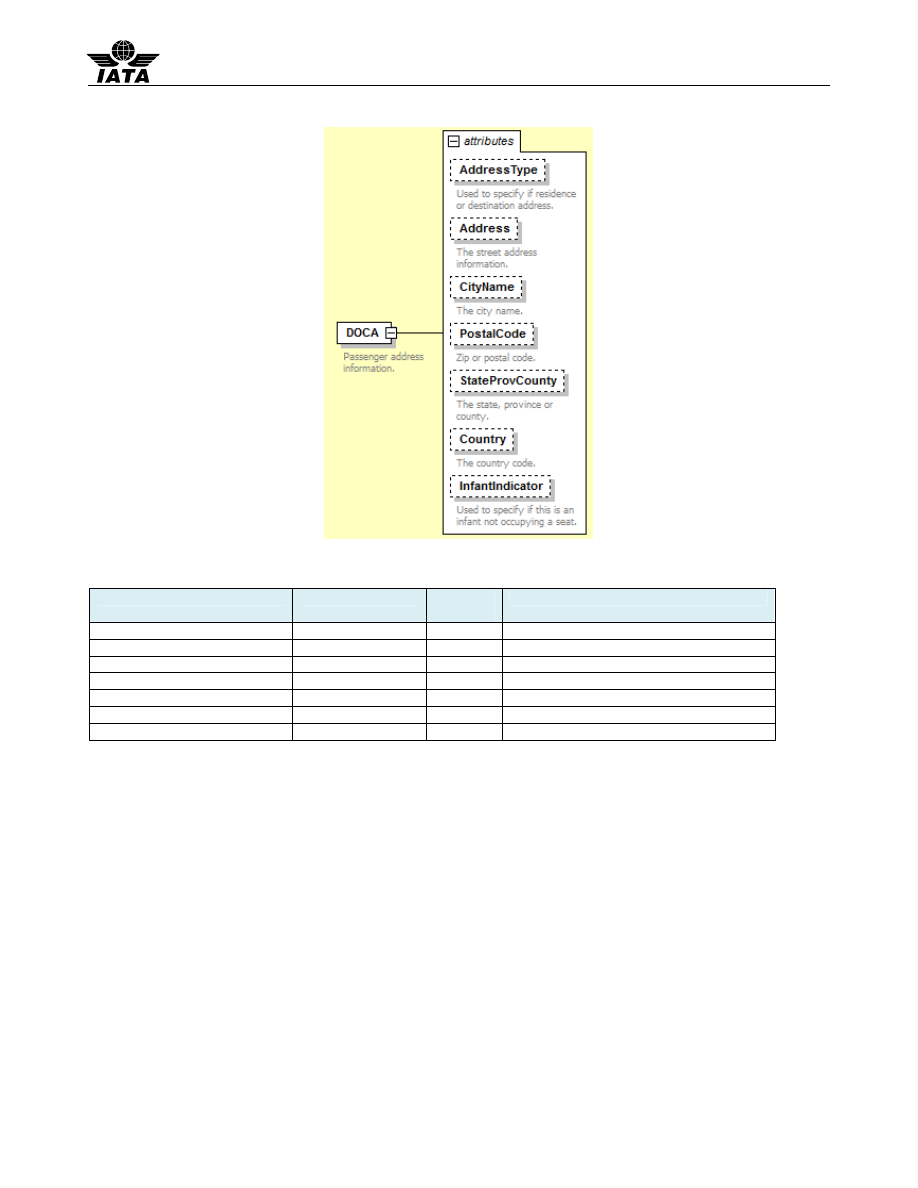 IATA
attributes
AddressType
Used to specify if residence
or destination address.
Address
The street address
information.
CityName
The city name.
DOCA
Passenger address
information.
PostalCode
Zip or postal code.
StateProvCounty
The state, province or
county.
Country
The country code.
InfantIndicator
Used to specify if this is an
infant not occupying a seat.